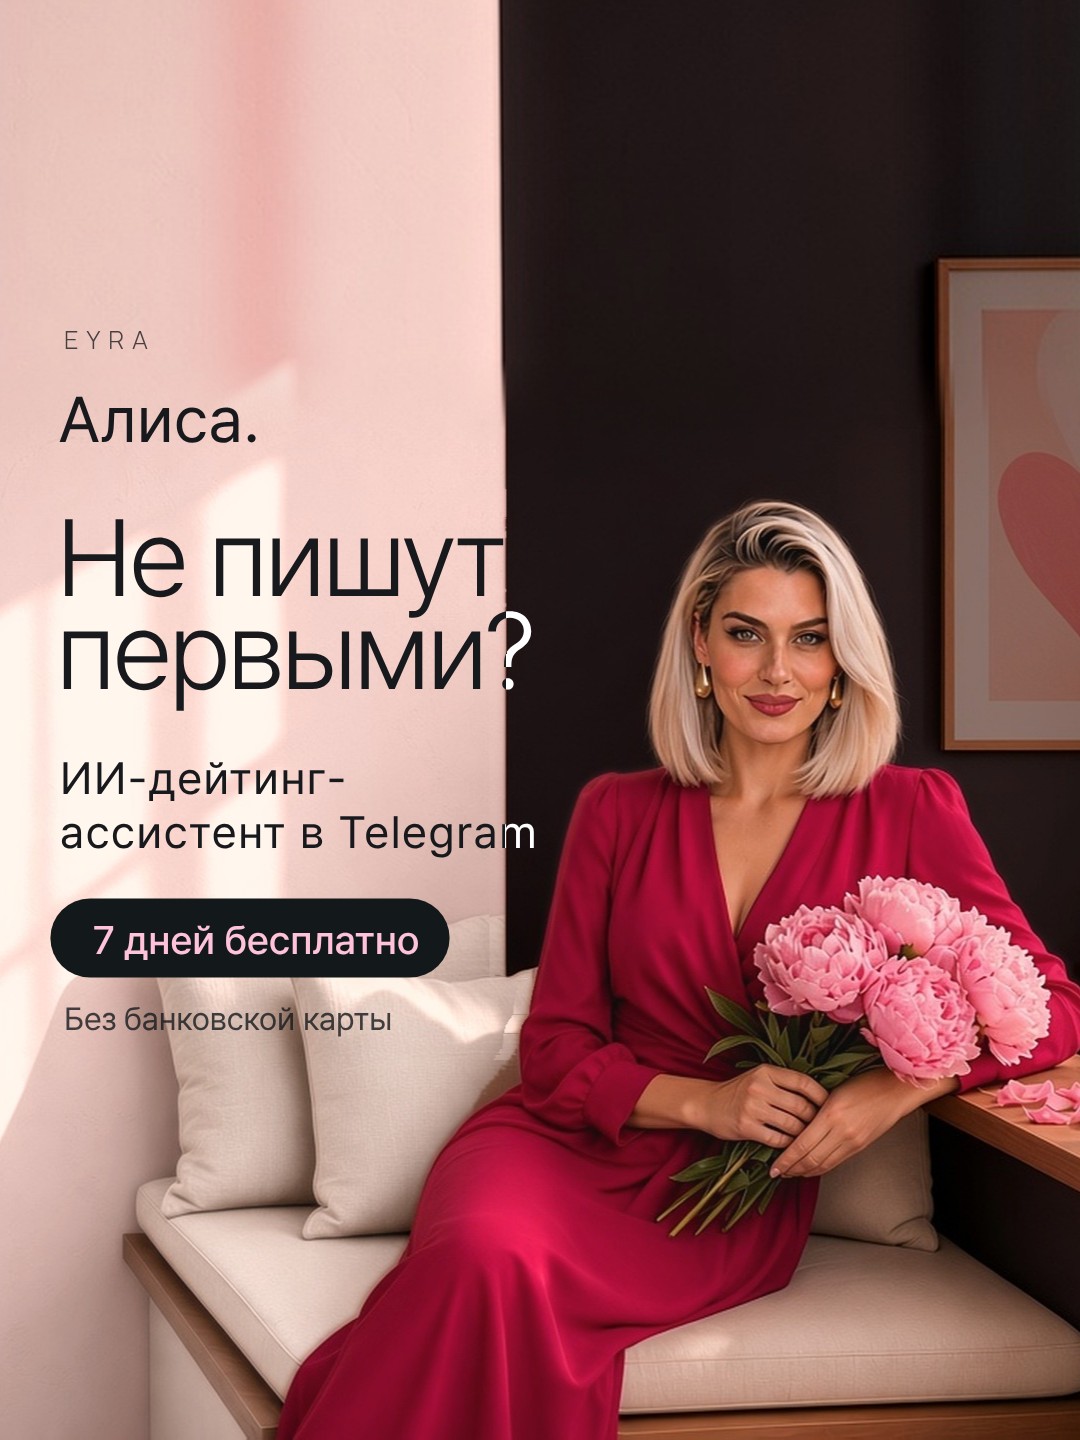 EYRA
Алиса.
Не пишут
первыми?
ИИ-дейтинг-
ассистент в Telegram
7 дней бесплатно
Без банковской карты